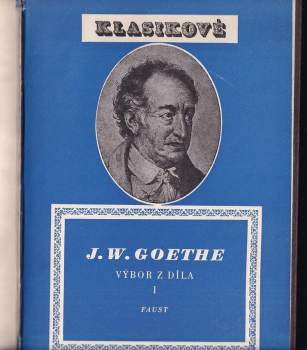 KLASIKOVÉ
J. W. GOETHE
VÝBOR Z DÍLA
I
FAUST